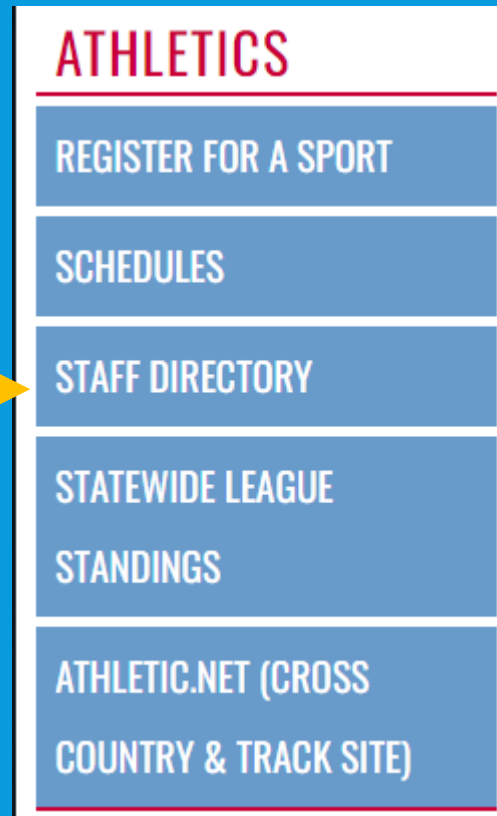 ATHLETICS
REGISTER FOR A SPORT
SCHEDULES
STAFF DIRECTORY
STATEWIDE LEAGUE
STANDINGS
ATHLETIC.NET (CROSS
COUNTRY & TRACK SITE)